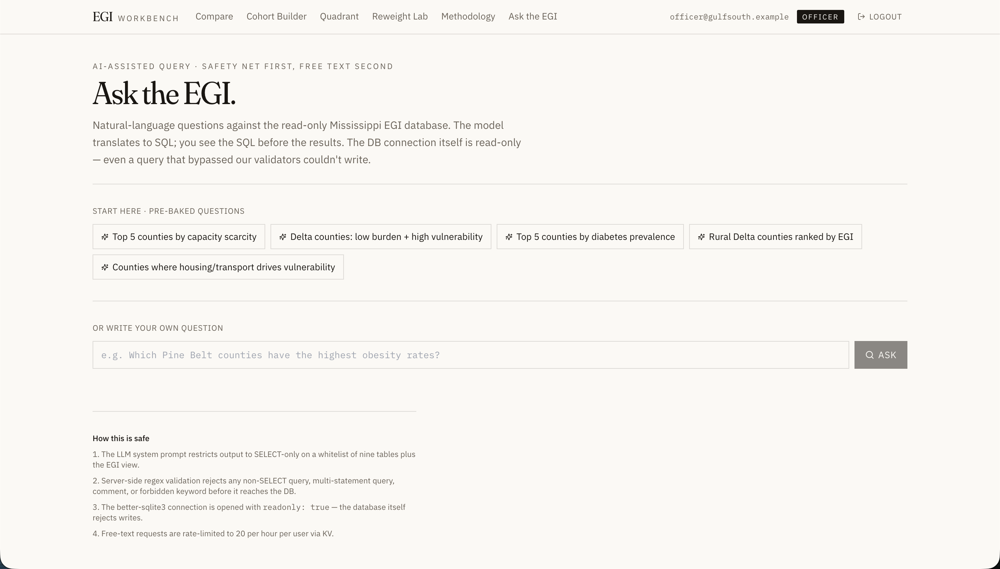 EGI WORKBENCH Compare Cohort Builder Quadrant Reweight Lab Methodology Ask the EGI officer@gulfsouth.example OFFICER LOGOUT
AI-ASSISTED QUERY · SAFETY NET FIRST, FREE TEXT SECOND
Ask the EGI.
Natural-language questions against the read-only Mississippi EGI database. The model
translates to SQL; you see the SQL before the results. The DB connection itself is read-only
— even a query that bypassed our validators couldn't write.
START HERE · PRE-BAKED QUESTIONS
Top 5 counties by capacity scarcity Delta counties: low burden + high vulnerability Top 5 counties by diabetes prevalence Rural Delta counties ranked by EGI
Counties where housing/transport drives vulnerability
OR WRITE YOUR OWN QUESTION
e.g. Which Pine Belt counties have the highest obesity rates? ASK
How this is safe
1. The LLM system prompt restricts output to SELECT-only on a whitelist of nine tables plus
the EGI view.
2. Server-side regex validation rejects any non-SELECT query, multi-statement query,
comment, or forbidden keyword before it reaches the DB.
3. The better-sqlite3 connection is opened with readonly: true — the database itself
rejects writes.
4. Free-text requests are rate-limited to 20 per hour per user via KV.